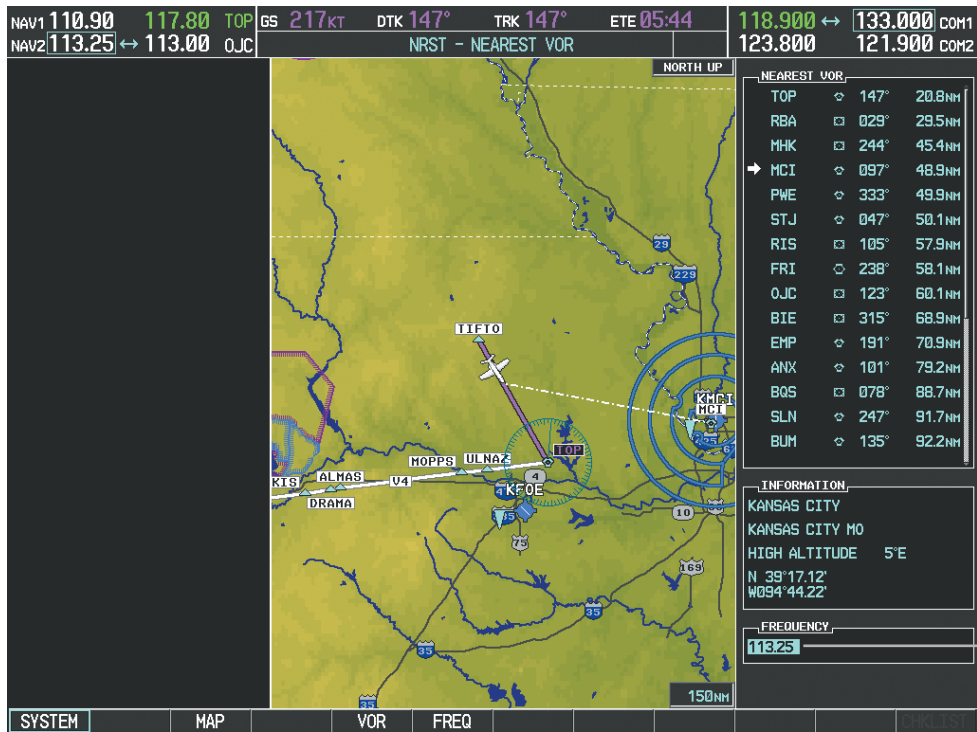 NAV1 110.90 117.80 TOP
NAV2 113.25 ↔ 113.00 OJC
GS 217KT DTK 147° TRK 147° ETE 05:44
NRST - NEAREST VOR
118.900 ↔ 133.000 COM1
123.800 121.900 COM2
NORTH UP
29
229
TIFTO
KMCI
MCI
435
TOP
MOPPS ULNAZ
4
KIS ALMAS V4
DRAMA
KFOE
10
75
169
35
35
35
150NM
NEAREST VOR
TOP 147° 20.8NM
RBA 029° 29.5NM
MHK 244° 45.4NM
MCI 097° 48.9NM
PWE 333° 49.9NM
STJ 047° 50.1NM
RIS 105° 57.9NM
FRI 238° 58.1NM
OJC 123° 60.1NM
BIE 315° 68.9NM
EMP 191° 70.9NM
ANX 101° 79.2NM
BQS 078° 88.7NM
SLN 247° 91.7NM
BUM 135° 92.2NM
INFORMATION
KANSAS CITY
KANSAS CITY MO
HIGH ALTITUDE 5°E
N 39°17.12'
W094°44.22'
FREQUENCY
113.25
SYSTEM MAP VOR FREQ CHKLIST